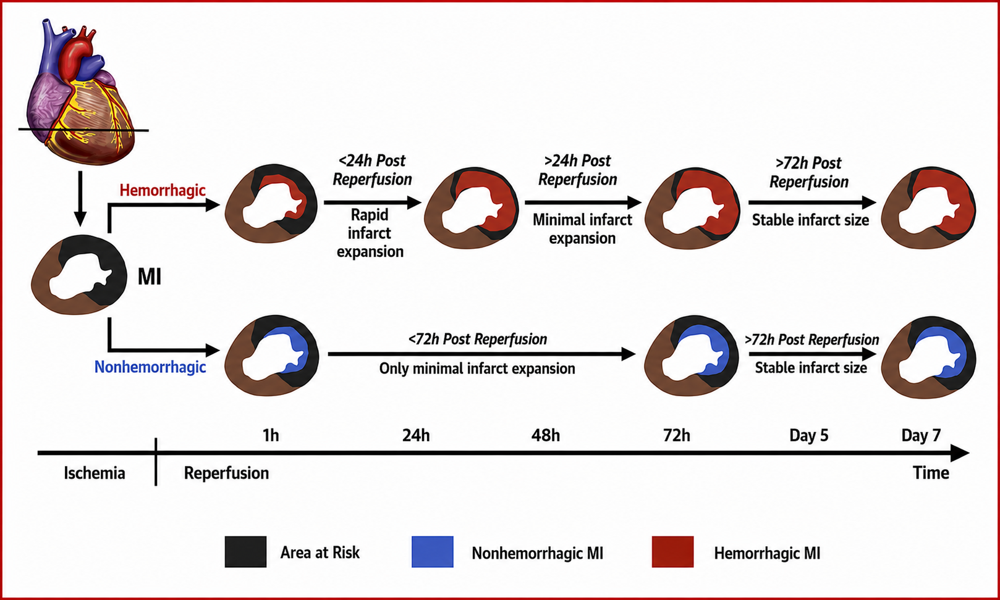 <24h Post
Reperfusion
>24h Post
Reperfusion
>72h Post
Reperfusion
Hemorrhagic
Rapid
infarct
expansion
Minimal infarct
expansion
Stable infarct size
MI
<72h Post Reperfusion
>72h Post Reperfusion
Nonhemorrhagic
Only minimal infarct expansion
Stable infarct size
1h 24h 48h 72h Day 5 Day 7
Ischemia Reperfusion Time
Area at Risk Nonhemorrhagic MI Hemorrhagic MI